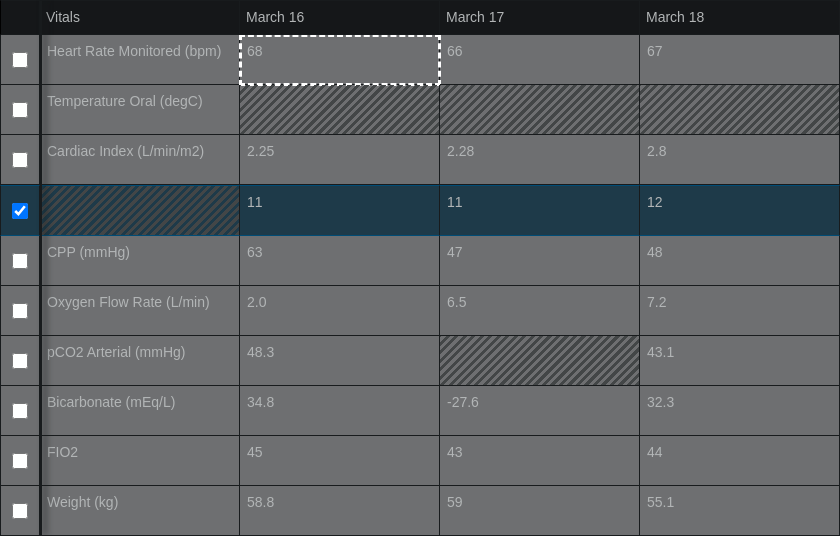 Vitals March 16 March 17 March 18
Heart Rate Monitored (bpm) 68 66 67
Temperature Oral (degC)
Cardiac Index (L/min/m2) 2.25 2.28 2.8
11 11 12
CPP (mmHg) 63 47 48
Oxygen Flow Rate (L/min) 2.0 6.5 7.2
pCO2 Arterial (mmHg) 48.3 43.1
Bicarbonate (mEq/L) 34.8 -27.6 32.3
FIO2 45 43 44
Weight (kg) 58.8 59 55.1